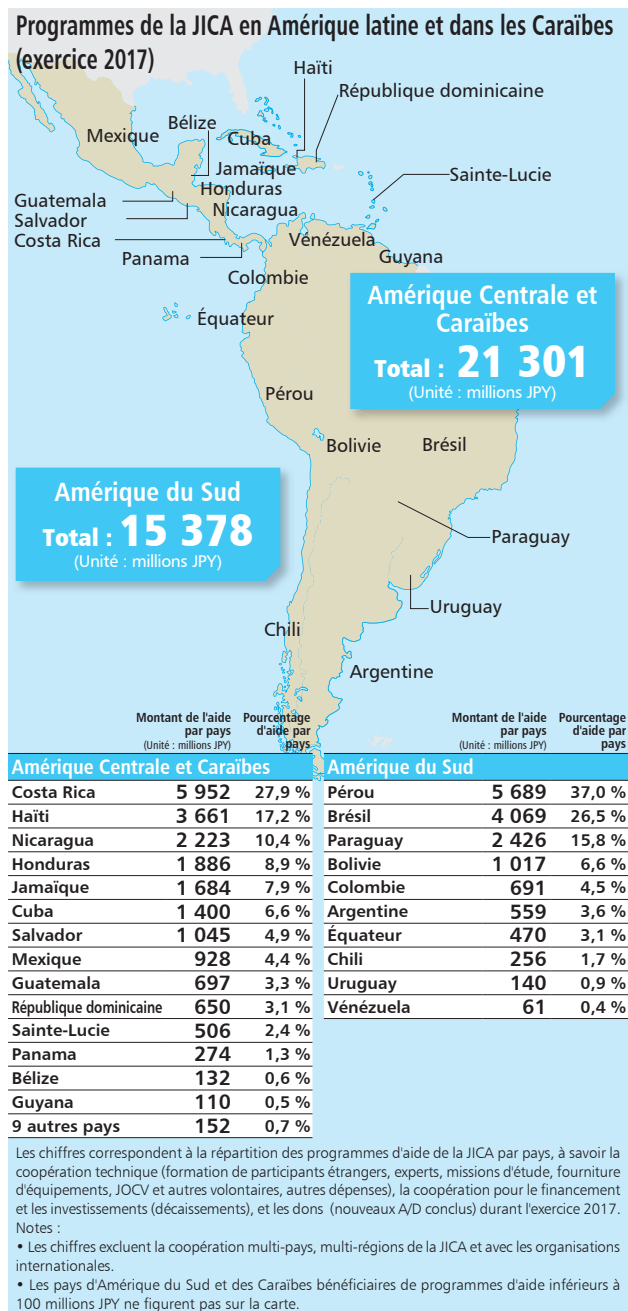 Programmes de la JICA en Amérique latine et dans les Caraïbes
(exercice 2017)
Haïti
République dominicaine
Bélize
Mexique
Cuba
Jamaïque
Sainte-Lucie
Honduras
Guatemala
Nicaragua
Salvador
Costa Rica
Vénézuela
Panama
Guyana
Colombie
Équateur
Amérique Centrale et
Caraïbes
Total : 21 301
(Unité : millions JPY)
Pérou
Bolivie
Brésil
Amérique du Sud
Total : 15 378
(Unité : millions JPY)
Paraguay
Uruguay
Chili
Argentine
Montant de l'aide
par pays
(Unité : millions JPY)
Pourcentage
d'aide par
pays
Montant de l'aide
par pays
(Unité : millions JPY)
Pourcentage
d'aide par
pays
Amérique Centrale et Caraïbes
Costa Rica 5 952 27,9 %
Haïti 3 661 17,2 %
Nicaragua 2 223 10,4 %
Honduras 1 886 8,9 %
Jamaïque 1 684 7,9 %
Cuba 1 400 6,6 %
Salvador 1 045 4,9 %
Mexique 928 4,4 %
Guatemala 697 3,3 %
République dominicaine 650 3,1 %
Sainte-Lucie 506 2,4 %
Panama 274 1,3 %
Bélize 132 0,6 %
Guyana 110 0,5 %
9 autres pays 152 0,7 %
Amérique du Sud
Pérou 5 689 37,0 %
Brésil 4 069 26,5 %
Paraguay 2 426 15,8 %
Bolivie 1 017 6,6 %
Colombie 691 4,5 %
Argentine 559 3,6 %
Équateur 470 3,1 %
Chili 256 1,7 %
Uruguay 140 0,9 %
Vénézuela 61 0,4 %
Les chiffres correspondent à la répartition des programmes d'aide de la JICA par pays, à savoir la
coopération technique (formation de participants étrangers, experts, missions d'étude, fourniture
d'équipements, JOCV et autres volontaires, autres dépenses), la coopération pour le financement
et les investissements (décaissements), et les dons (nouveaux A/D conclus) durant l'exercice 2017.
Notes :
• Les chiffres excluent la coopération multi-pays, multi-régions de la JICA et avec les organisations
internationales.
• Les pays d'Amérique du Sud et des Caraïbes bénéficiaires de programmes d'aide inférieurs à
100 millions JPY ne figurent pas sur la carte.